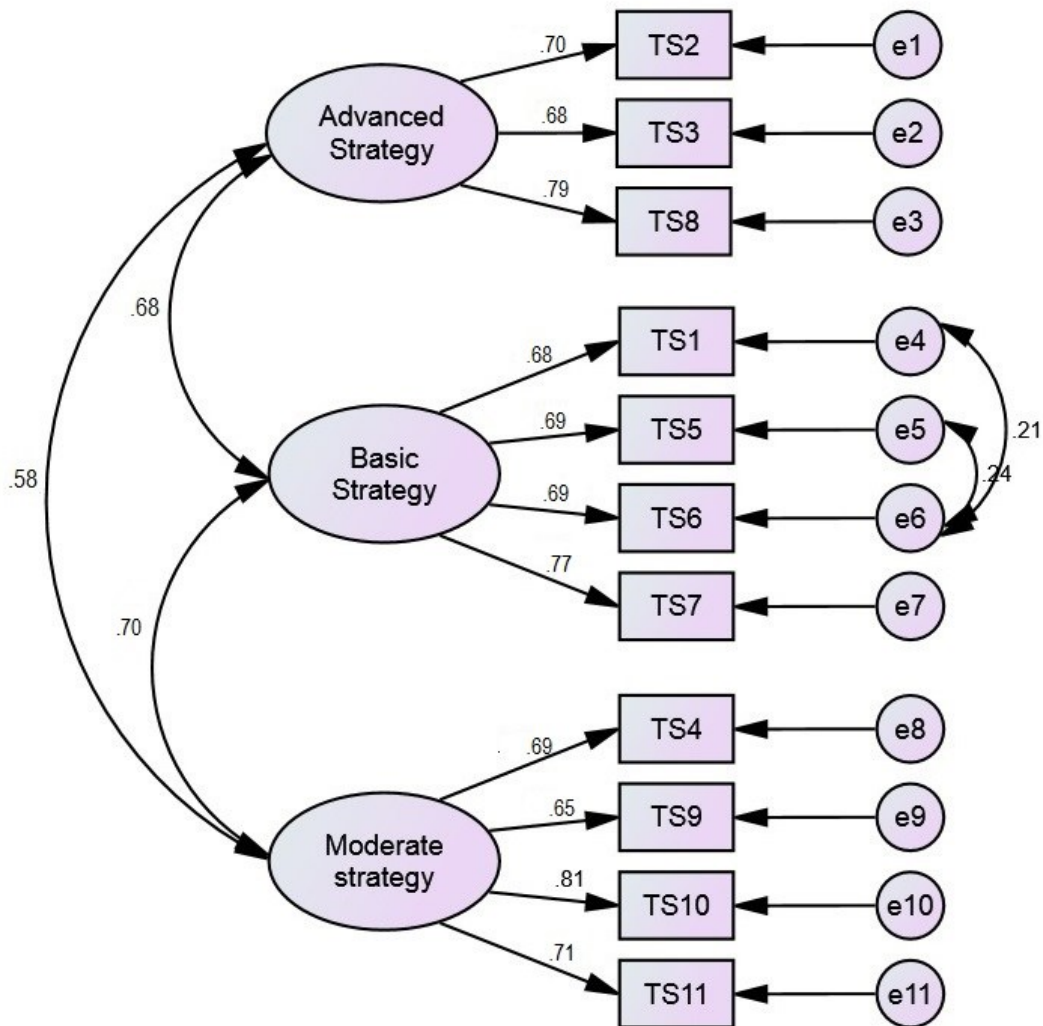 .70
TS2
e1
Advanced
Strategy
.68
TS3
e2
.79
TS8
e3
.68
.68
TS1
e4
.69
TS5
e5
.21
.24
.58
Basic
Strategy
.69
TS6
e6
.77
TS7
e7
.70
.69
TS4
e8
.65
TS9
e9
Moderate
strategy
.81
TS10
e10
.71
TS11
e11